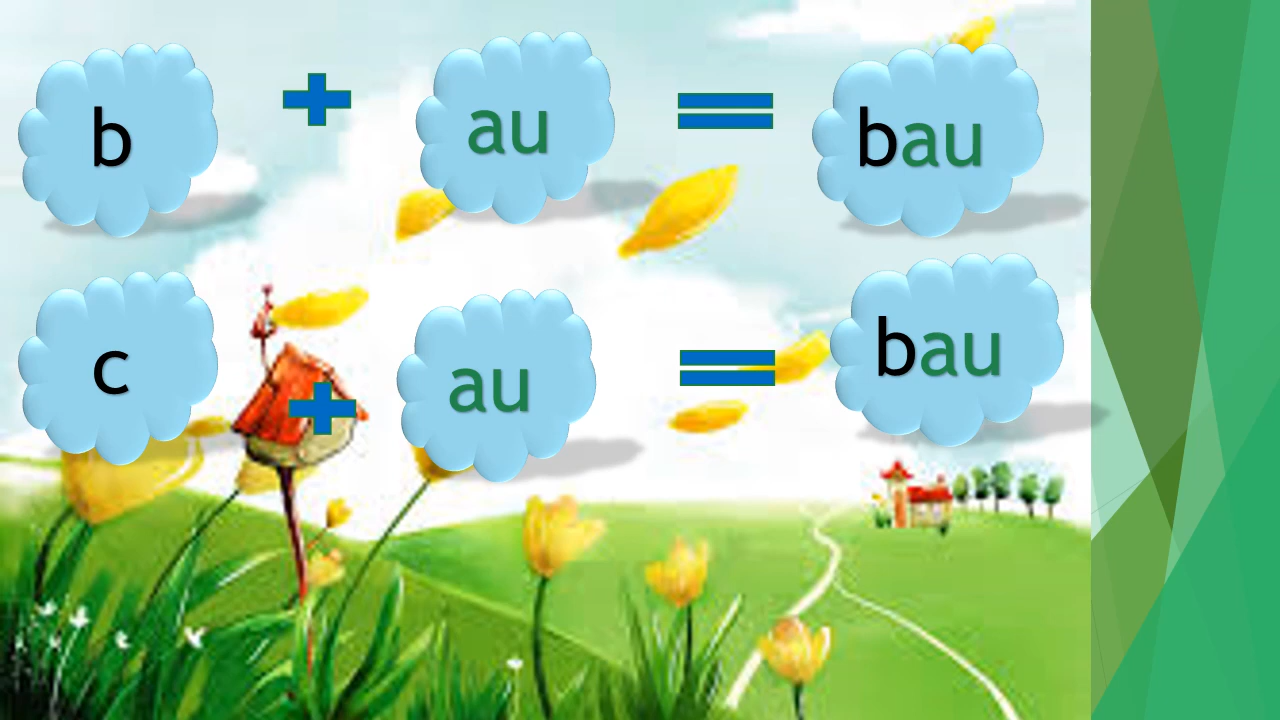 b + au = bau
c + au = bau